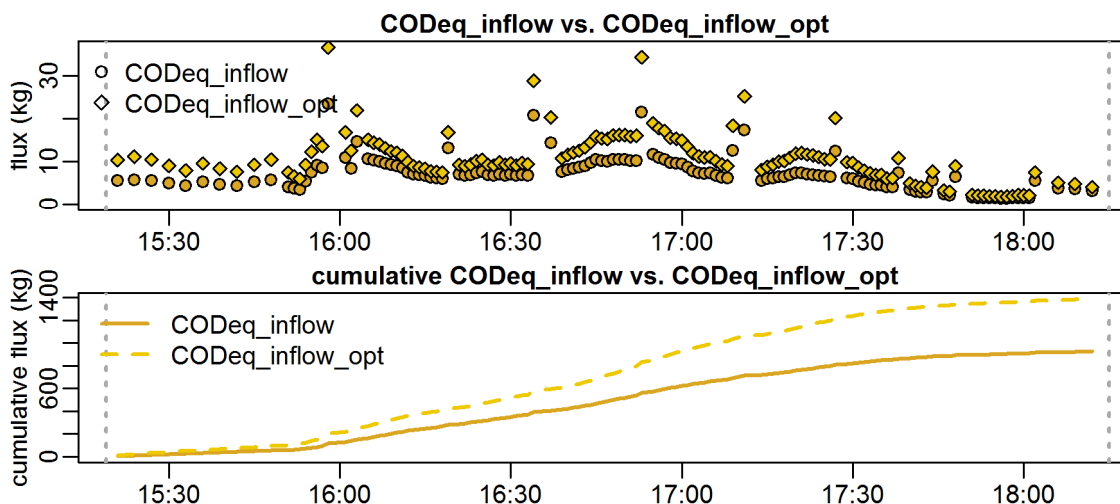 CODeq_inflow vs. CODeq_inflow_opt
flux (kg)
0 10 30
CODeq_inflow
CODeq_inflow_opt
15:30 16:00 16:30 17:00 17:30 18:00
cumulative CODeq_inflow vs. CODeq_inflow_opt
cumulative flux (kg)
0 600 1400
CODeq_inflow
CODeq_inflow_opt
15:30 16:00 16:30 17:00 17:30 18:00